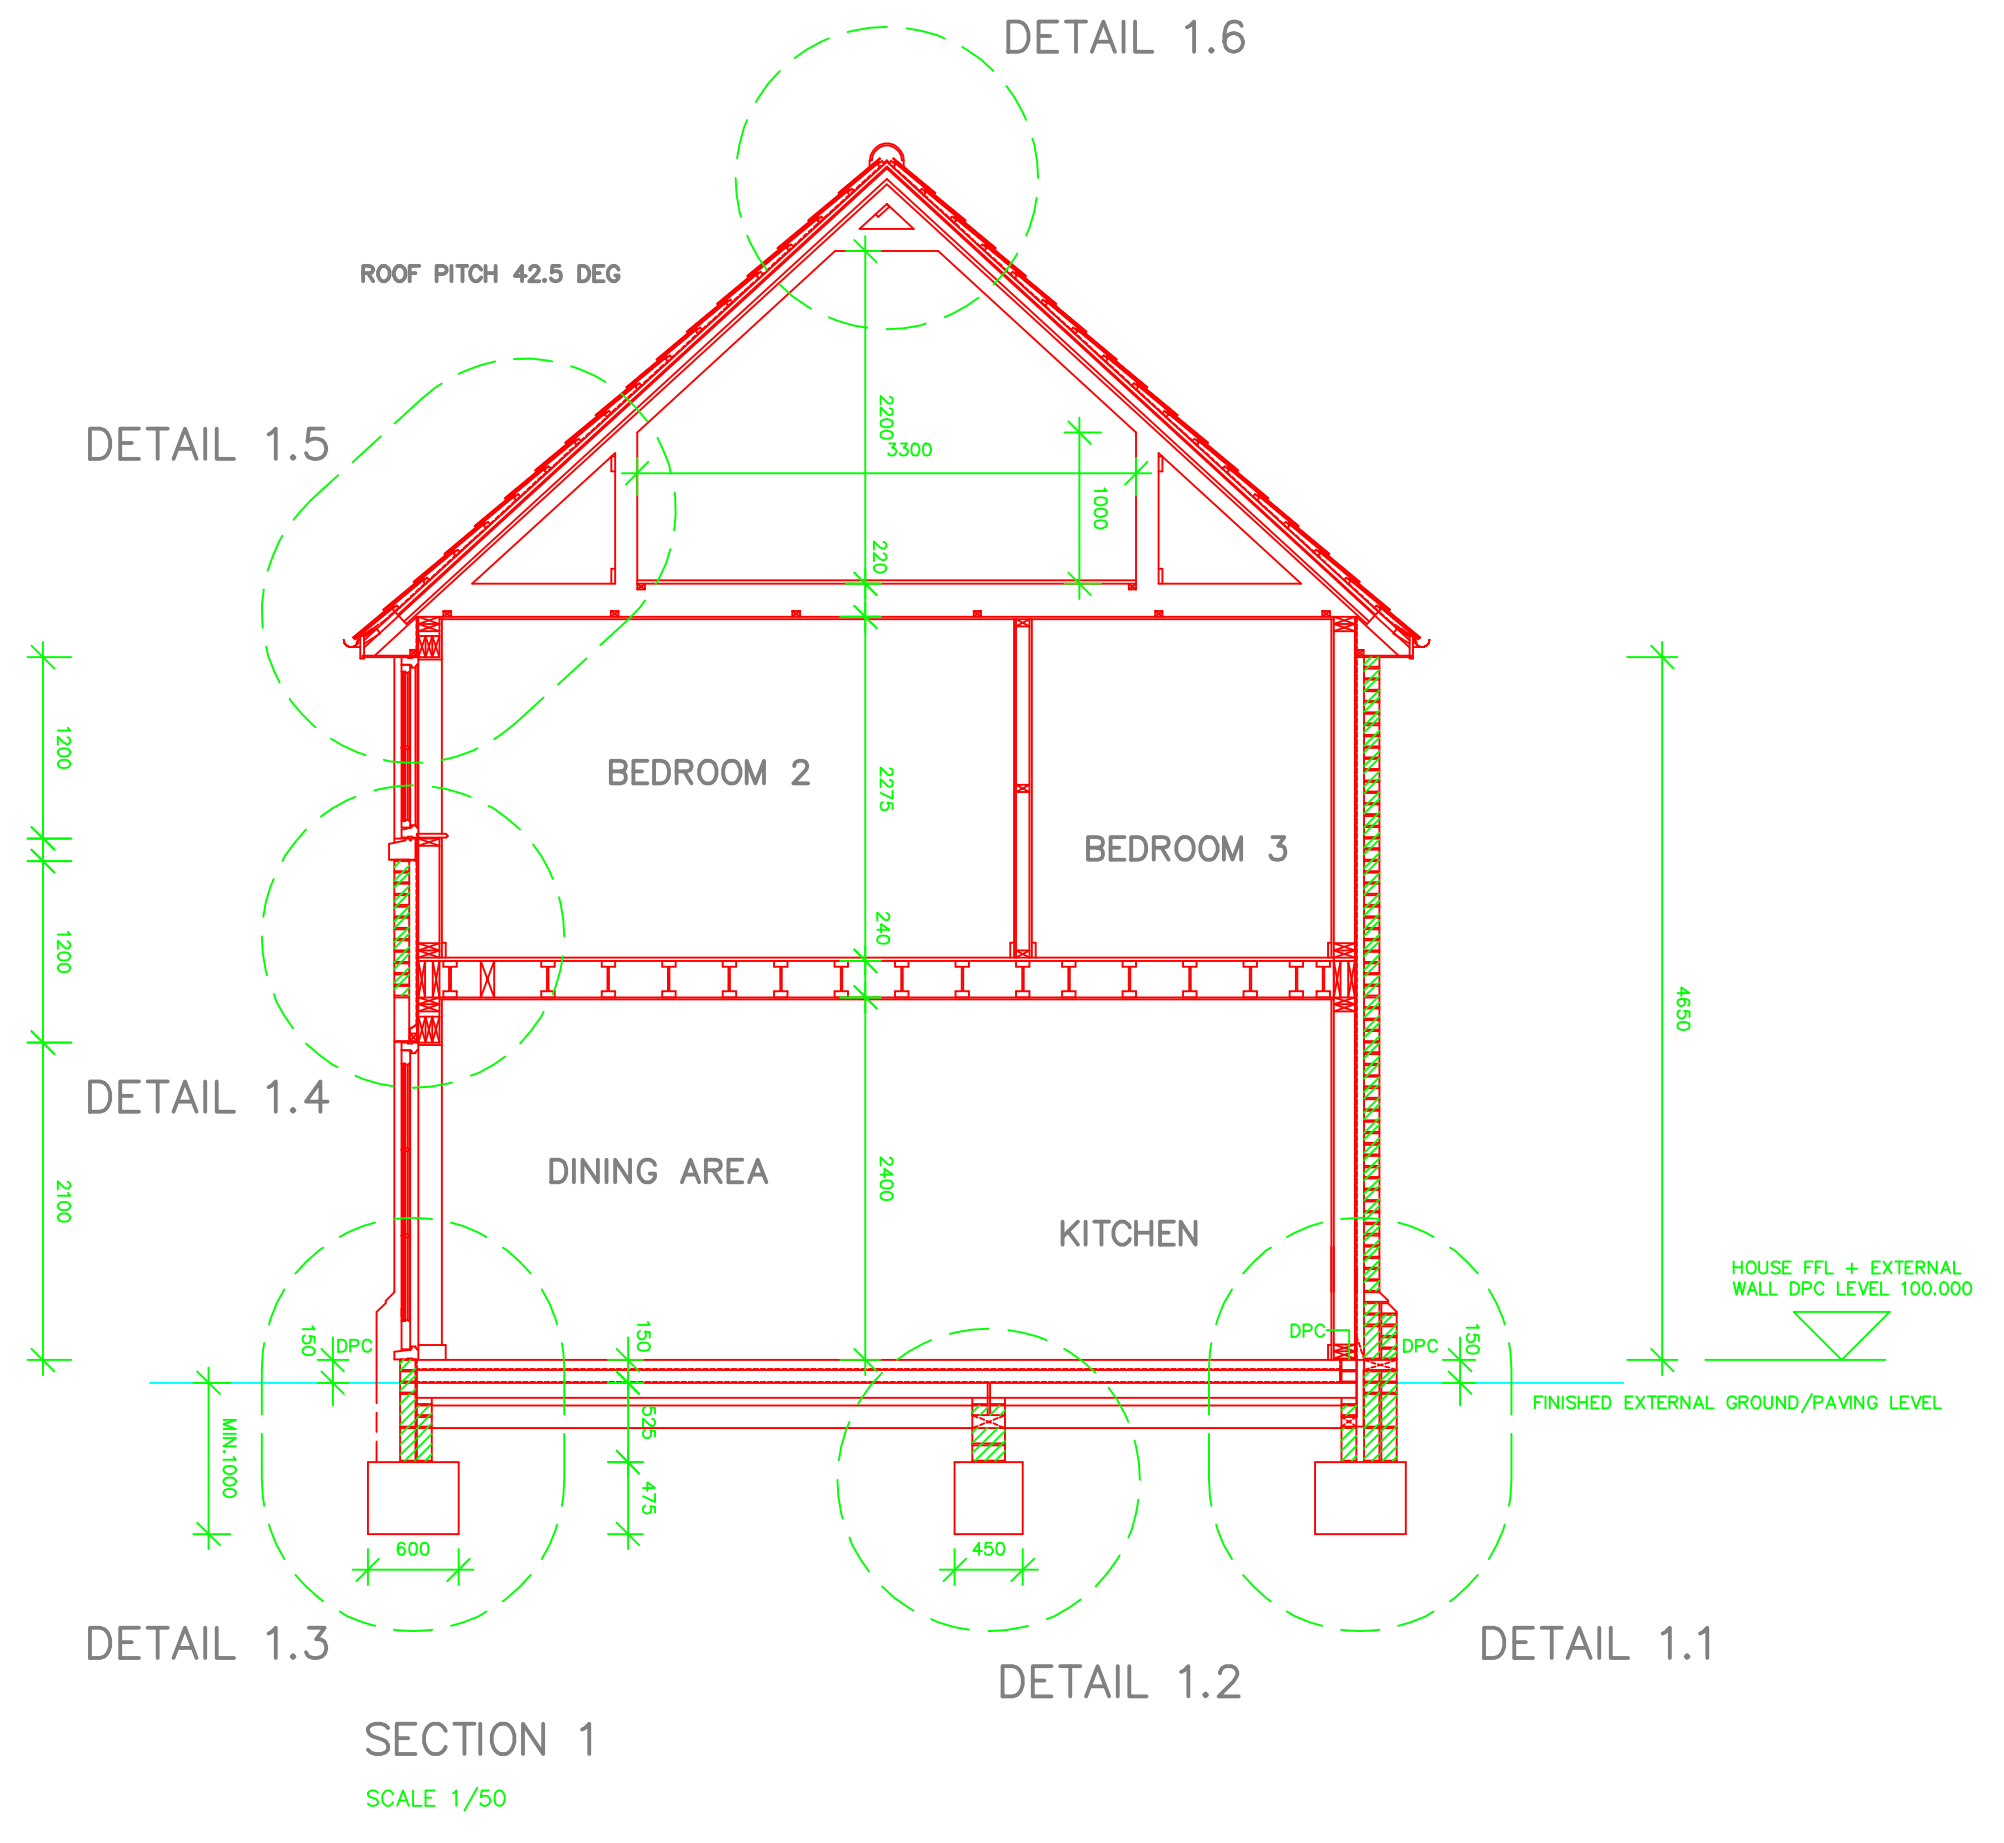 DETAIL 1.6
ROOF PITCH 42.5 DEG
DETAIL 1.5
2200
3300
1000
220
1200
BEDROOM 2
2275
BEDROOM 3
240
1200
4650
DETAIL 1.4
DINING AREA
2400
2100
KITCHEN
HOUSE FFL + EXTERNAL
WALL DPC LEVEL 100.000
150
DPC
150
DPC
DPC
150
FINISHED EXTERNAL GROUND/PAVING LEVEL
MIN.1000
525
475
600
450
DETAIL 1.3
DETAIL 1.1
DETAIL 1.2
SECTION 1
SCALE 1/50